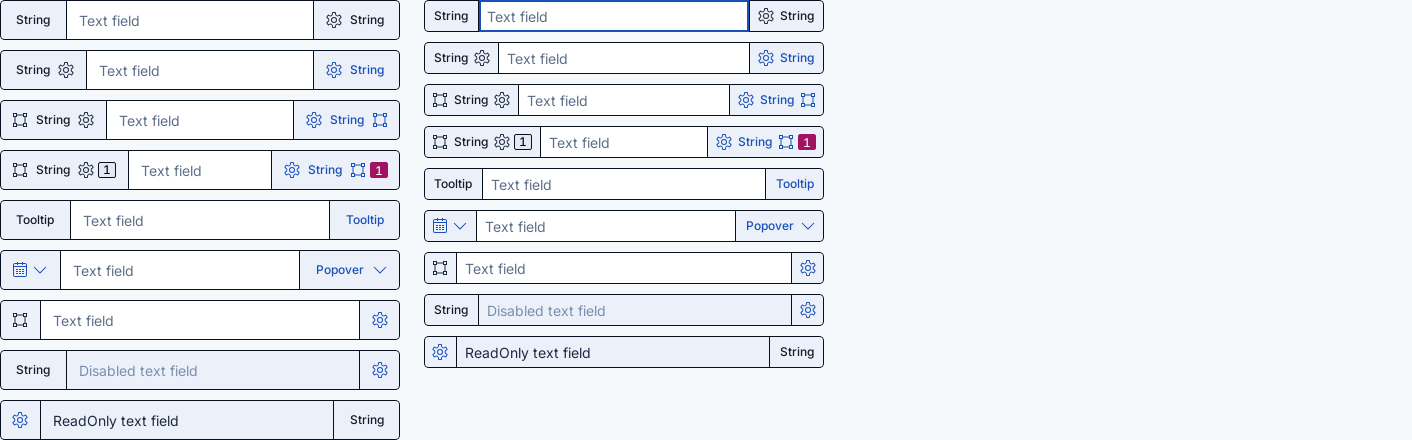 String Text field String
String Text field String
String Text field String
String 1 Text field String 1
Tooltip Text field Tooltip
Text field Popover
Text field
String Disabled text field
ReadOnly text field String
String Text field String
String Text field String
String Text field String
String 1 Text field String 1
Tooltip Text field Tooltip
Text field Popover
Text field
String Disabled text field
ReadOnly text field String